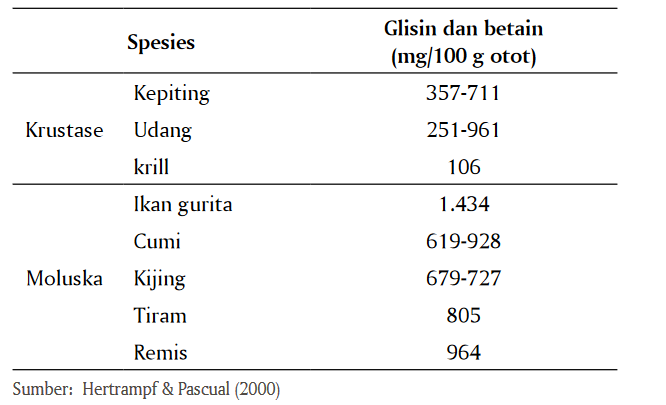 Spesies Glisin dan betain
(mg/100 g otot)
Kepiting 357-711
Krustase Udang 251-961
krill 106
Ikan gurita 1.434
Cumi 619-928
Moluska Kijing 679-727
Tiram 805
Remis 964
Sumber: Hertrampf & Pascual (2000)